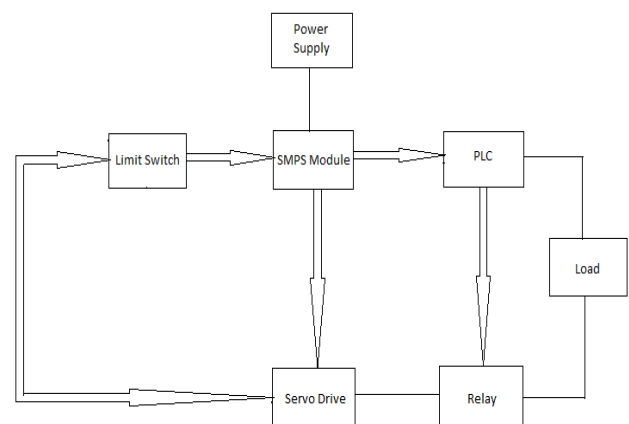 Power
Supply
Limit Switch
SMPS Module
PLC
Load
Servo Drive
Relay